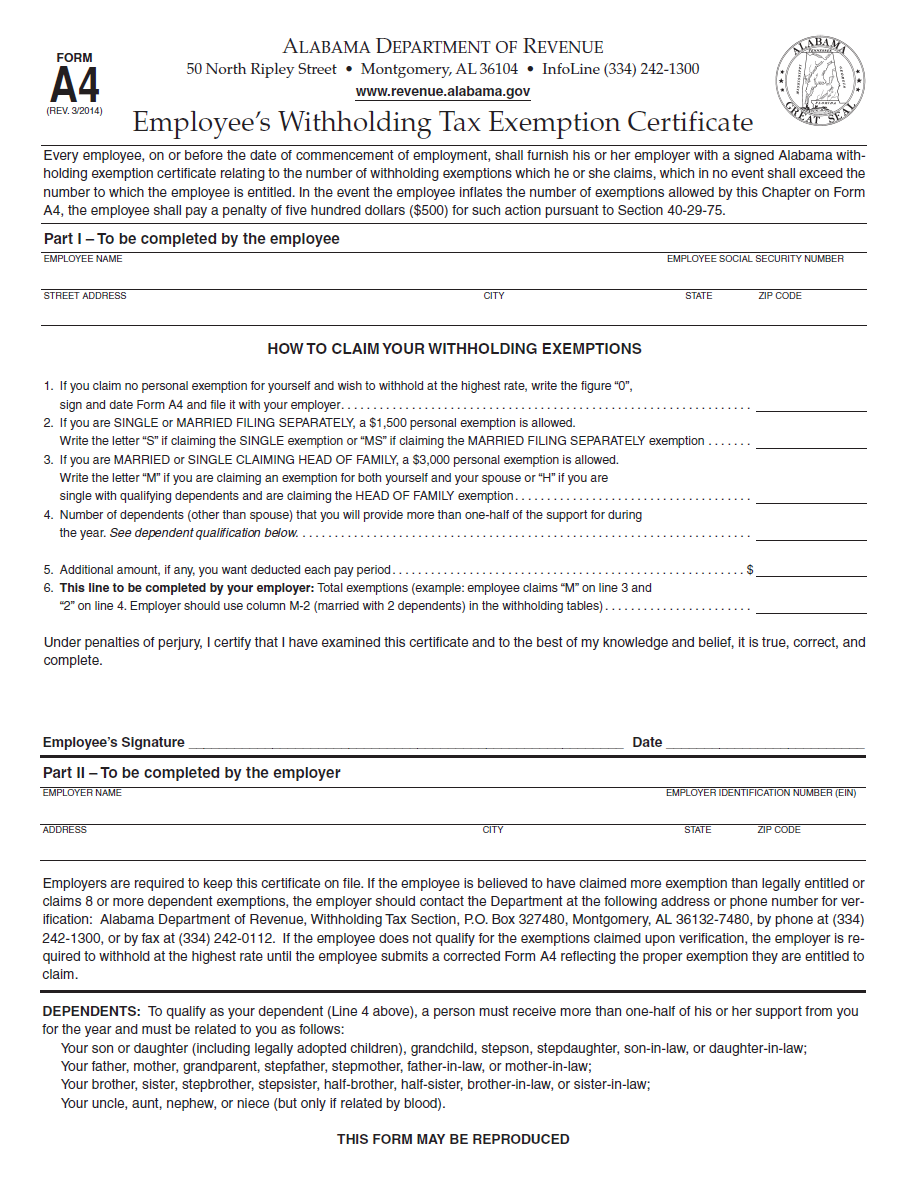 FORM
A4
(REV. 3/2014)
ALABAMA DEPARTMENT OF REVENUE
50 North Ripley Street • Montgomery, AL 36104 • InfoLine (334) 242-1300
www.revenue.alabama.gov
Employee's Withholding Tax Exemption Certificate
ALABAMA
GREAT SEAL
Every employee, on or before the date of commencement of employment, shall furnish his or her employer with a signed Alabama with-
holding exemption certificate relating to the number of withholding exemptions which he or she claims, which in no event shall exceed the
number to which the employee is entitled. In the event the employee inflates the number of exemptions allowed by this Chapter on Form
A4, the employee shall pay a penalty of five hundred dollars ($500) for such action pursuant to Section 40-29-75.
Part I – To be completed by the employee
EMPLOYEE NAME EMPLOYEE SOCIAL SECURITY NUMBER
STREET ADDRESS CITY STATE ZIP CODE
HOW TO CLAIM YOUR WITHHOLDING EXEMPTIONS
1. If you claim no personal exemption for yourself and wish to withhold at the highest rate, write the figure “0”,
sign and date Form A4 and file it with your employer.
2. If you are SINGLE or MARRIED FILING SEPARATELY, a $1,500 personal exemption is allowed.
Write the letter “S” if claiming the SINGLE exemption or “MS” if claiming the MARRIED FILING SEPARATELY exemption
3. If you are MARRIED or SINGLE CLAIMING HEAD OF FAMILY, a $3,000 personal exemption is allowed.
Write the letter “M” if you are claiming an exemption for both yourself and your spouse or “H” if you are
single with qualifying dependents and are claiming the HEAD OF FAMILY exemption.
4. Number of dependents (other than spouse) that you will provide more than one-half of the support for during
the year. See dependent qualification below.
5. Additional amount, if any, you want deducted each pay period $
6. This line to be completed by your employer: Total exemptions (example: employee claims “M” on line 3 and
“2” on line 4. Employer should use column M-2 (married with 2 dependents) in the withholding tables)
Under penalties of perjury, I certify that I have examined this certificate and to the best of my knowledge and belief, it is true, correct, and
complete.
Employee's Signature Date
Part II – To be completed by the employer
EMPLOYER NAME EMPLOYER IDENTIFICATION NUMBER (EIN)
ADDRESS CITY STATE ZIP CODE
Employers are required to keep this certificate on file. If the employee is believed to have claimed more exemption than legally entitled or
claims 8 or more dependent exemptions, the employer should contact the Department at the following address or phone number for ver-
ification: Alabama Department of Revenue, Withholding Tax Section, P.O. Box 327480, Montgomery, AL 36132-7480, by phone at (334)
242-1300, or by fax at (334) 242-0112. If the employee does not qualify for the exemptions claimed upon verification, the employer is re-
quired to withhold at the highest rate until the employee submits a corrected Form A4 reflecting the proper exemption they are entitled to
claim.
DEPENDENTS: To qualify as your dependent (Line 4 above), a person must receive more than one-half of his or her support from you
for the year and must be related to you as follows:
Your son or daughter (including legally adopted children), grandchild, stepson, stepdaughter, son-in-law, or daughter-in-law;
Your father, mother, grandparent, stepfather, stepmother, father-in-law, or mother-in-law;
Your brother, sister, stepbrother, stepsister, half-brother, half-sister, brother-in-law, or sister-in-law;
Your uncle, aunt, nephew, or niece (but only if related by blood).
THIS FORM MAY BE REPRODUCED